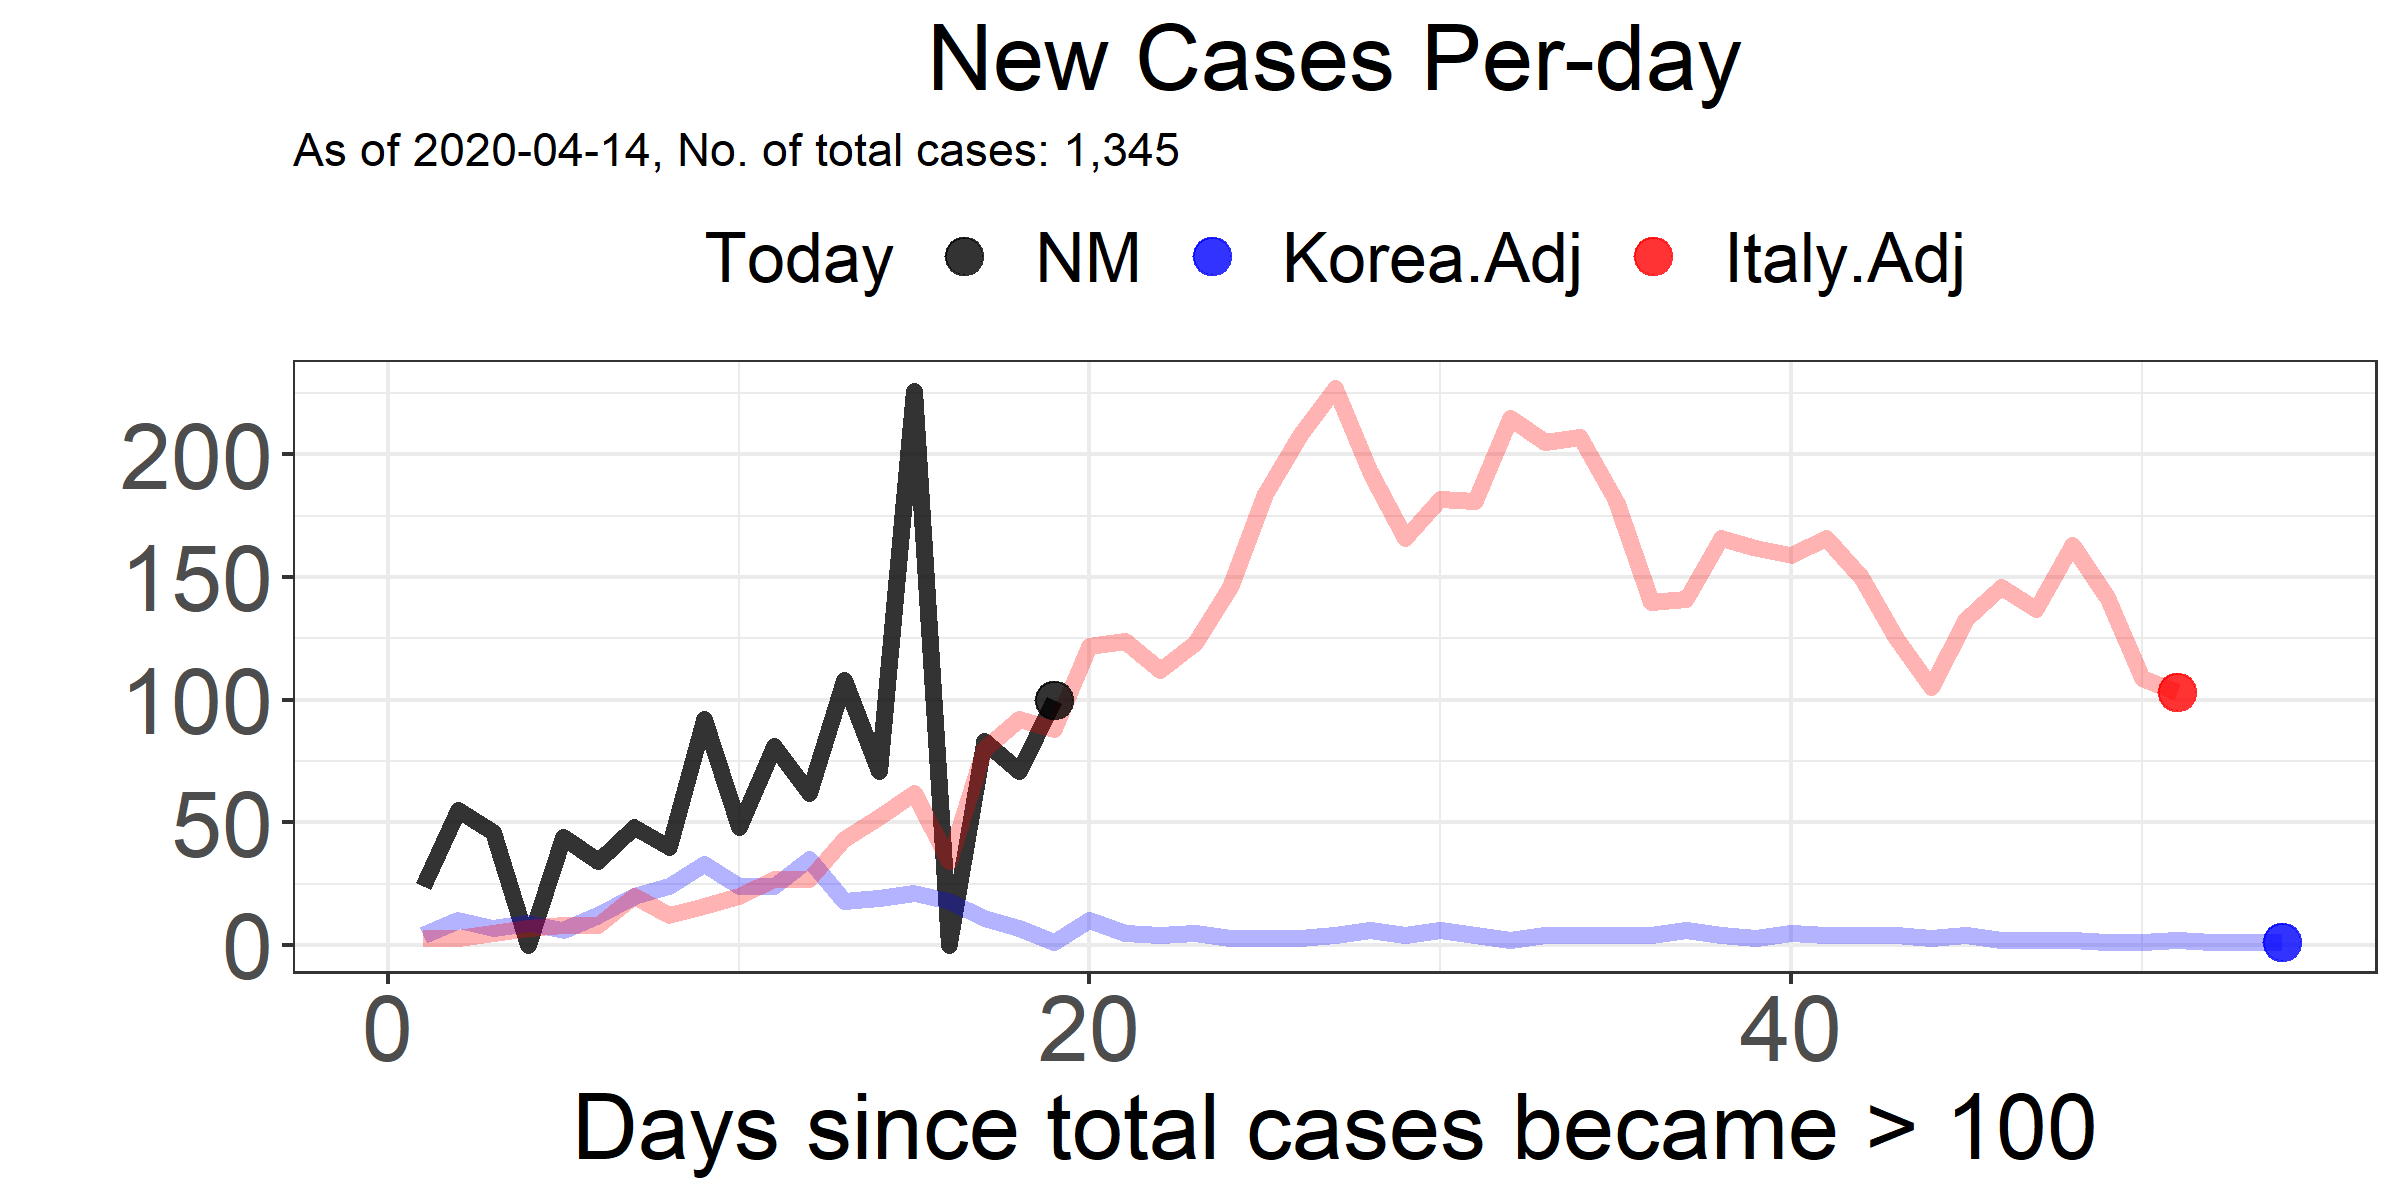 New Cases Per-day
As of 2020-04-14, No. of total cases: 1,345
Today NM Korea.Adj Italy.Adj
200
150
100
50
0
0 20 40
Days since total cases became > 100